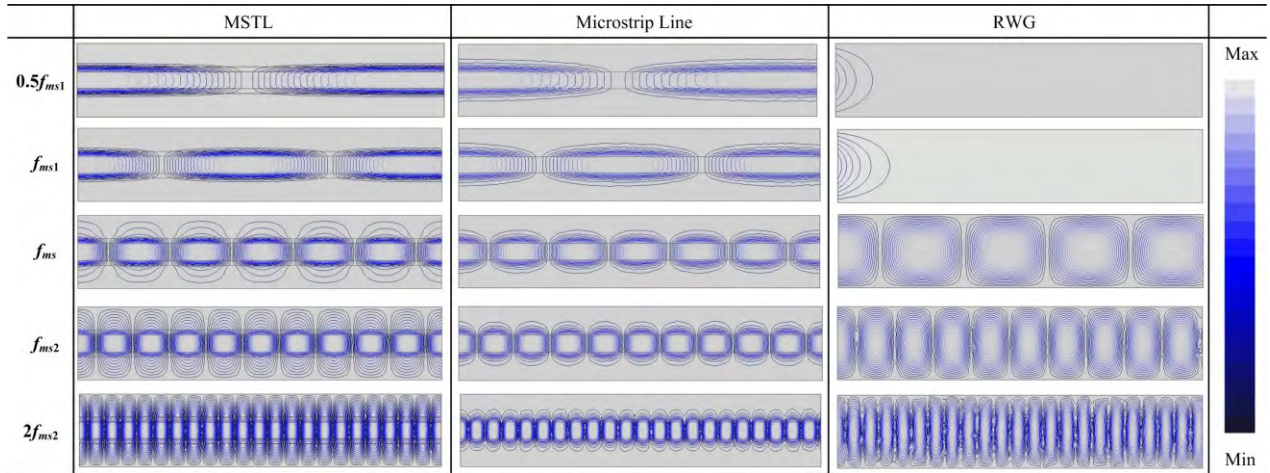 MSTL Microstrip Line RWG
Max
0.5fms1
fms1
fms
fms2
2fms2
Min